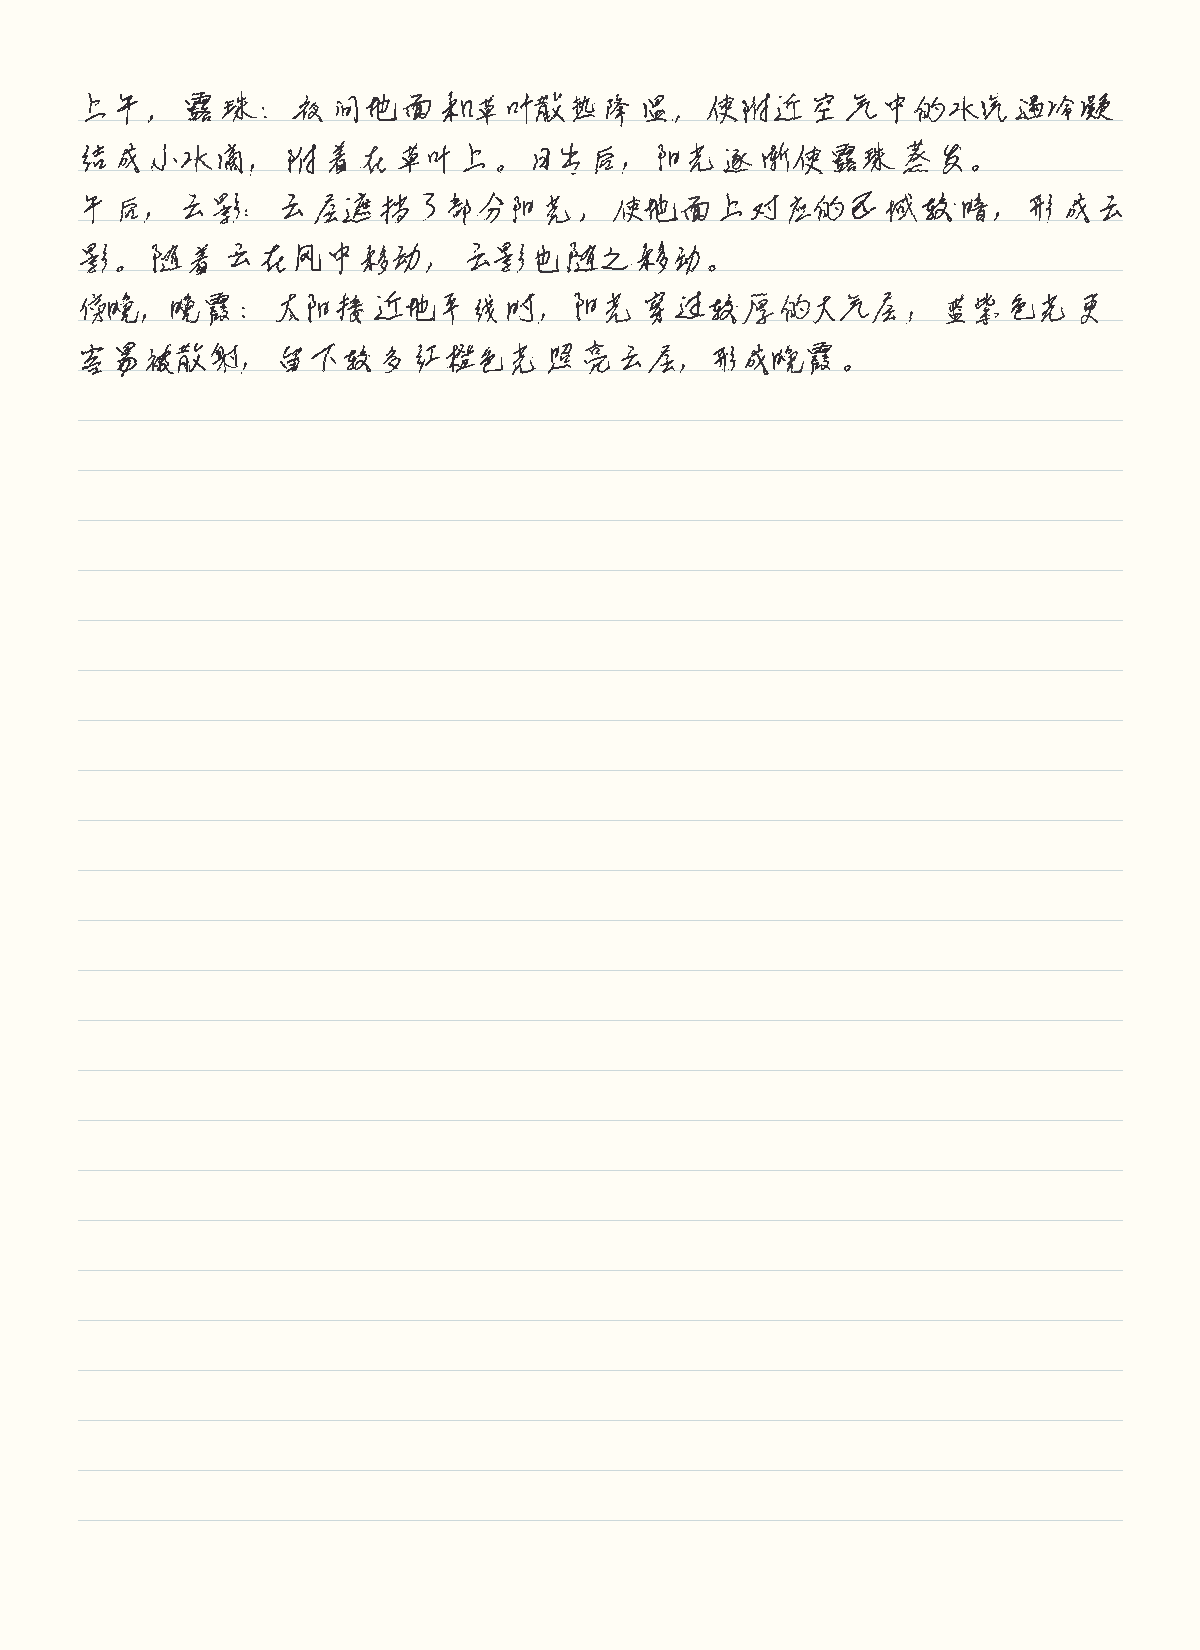 上午，露珠：夜间地面和草叶散热降温，使附近空气中的水汽遇冷凝
结成小水滴，附着在草叶上。日出后，阳光逐渐使露珠蒸发。
午后，云影：云层遮挡了部分阳光，使地面上对应的区域较暗，形成云
影。随着云在风中移动，云影也随之移动。
傍晚，晚霞：太阳接近地平线时，阳光穿过较厚的大气层，蓝紫色光更
容易被散射，留下较多红橙色光照亮云层，形成晚霞。